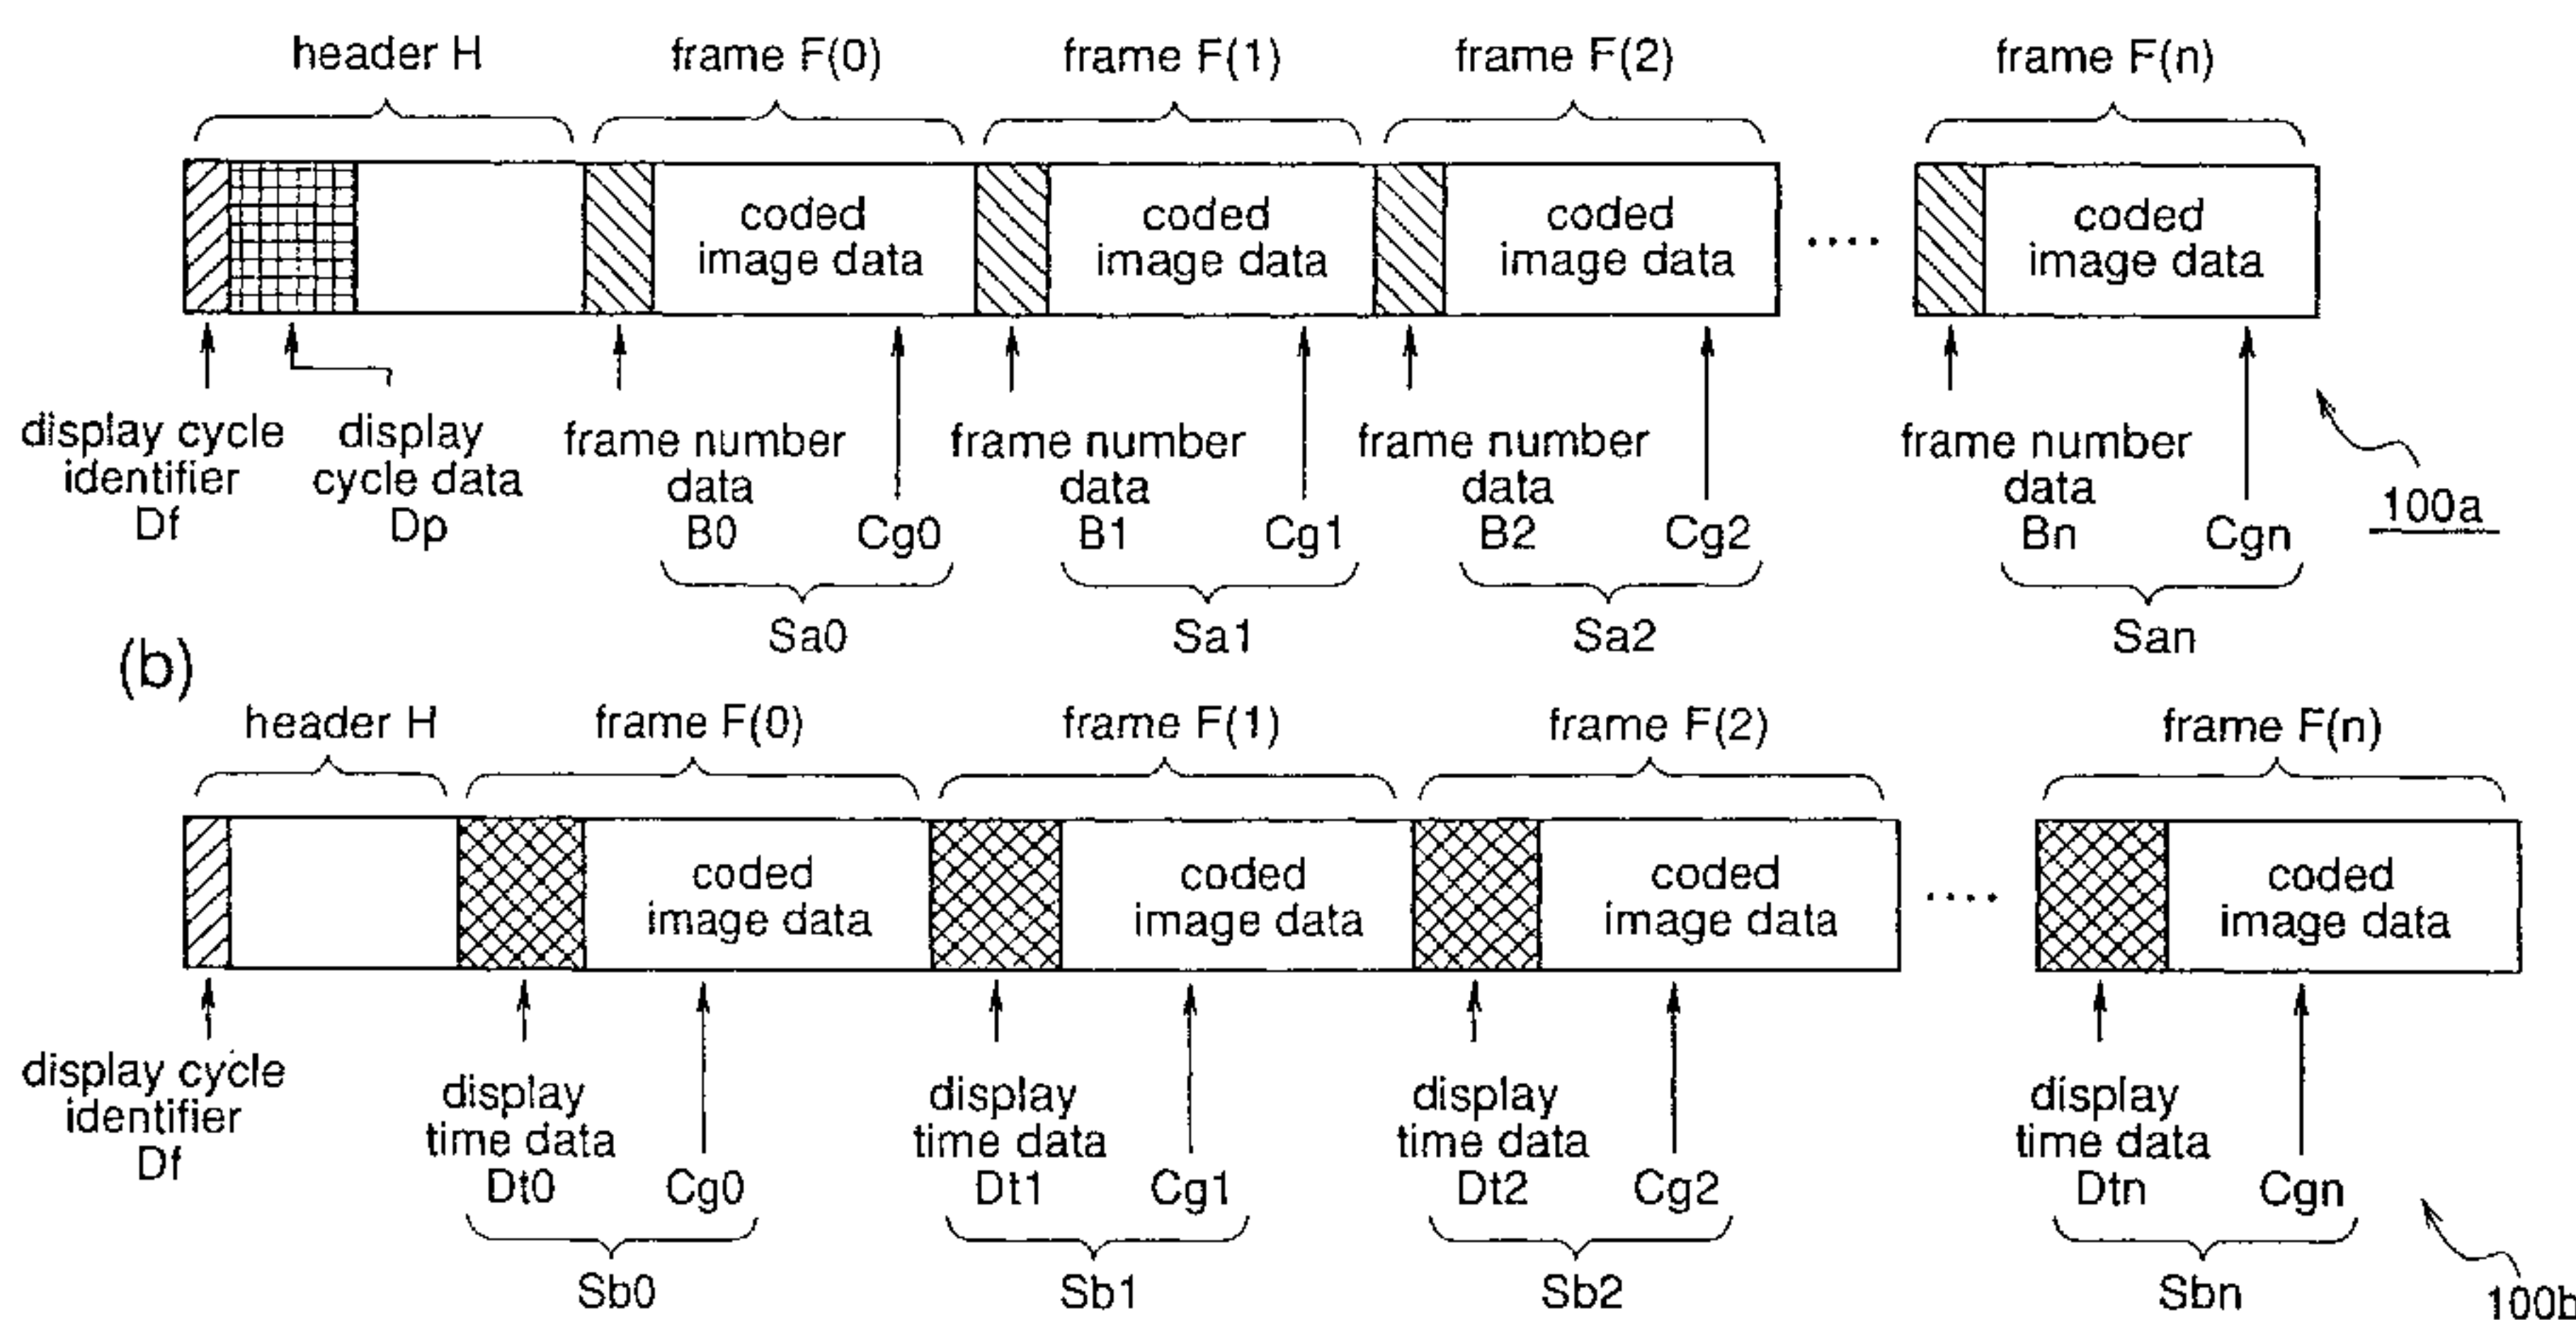 header H frame F(0) frame F(1) frame F(2) frame F(n)
coded coded coded coded
image data image data image data .... image data
display cycle display frame number frame number frame number frame number
identifier cycle data data data data data
Df Dp B0 Cg0 B1 Cg1 B2 Cg2 Bn Cgn 100a
Sa0 Sa1 Sa2 San
(b)
header H frame F(0) frame F(1) frame F(2) frame F(n)
coded coded coded coded
image data image data image data .... image data
display cycle display display display display
identifier time data time data time data time data
Df Dt0 Cg0 Dt1 Cg1 Dt2 Cg2 Dtn Cgn
Sb0 Sb1 Sb2 Sbn 100b